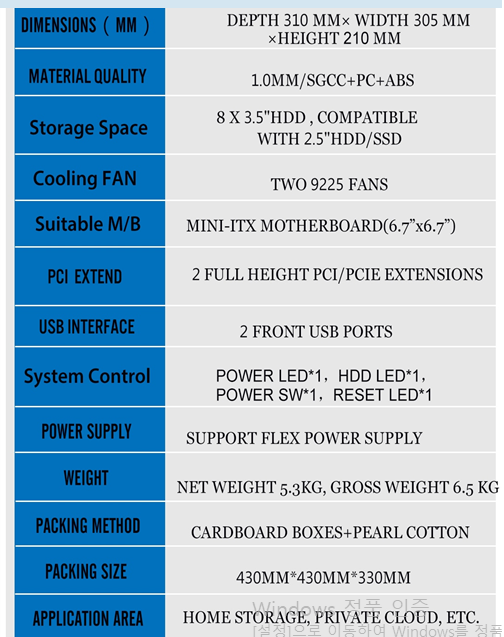 DIMENSIONS ( MM )
DEPTH 310 MM× WIDTH 305 MM
×HEIGHT 210 MM
MATERIAL QUALITY
1.0MM/SGCC+PC+ABS
Storage Space
8 X 3.5"HDD , COMPATIBLE
WITH 2.5"HDD/SSD
Cooling FAN
TWO 9225 FANS
Suitable M/B
MINI-ITX MOTHERBOARD(6.7”x6.7”)
PCI EXTEND
2 FULL HEIGHT PCI/PCIE EXTENSIONS
USB INTERFACE
2 FRONT USB PORTS
System Control
POWER LED*1, HDD LED*1,
POWER SW*1, RESET LED*1
POWER SUPPLY
SUPPORT FLEX POWER SUPPLY
WEIGHT
NET WEIGHT 5.3KG, GROSS WEIGHT 6.5 KG
PACKING METHOD
CARDBOARD BOXES+PEARL COTTON
PACKING SIZE
430MM*430MM*330MM
APPLICATION AREA
HOME STORAGE, PRIVATE CLOUD, ETC.
Windows 정품 인증
[설정]으로 이동하여 Windows를 정품